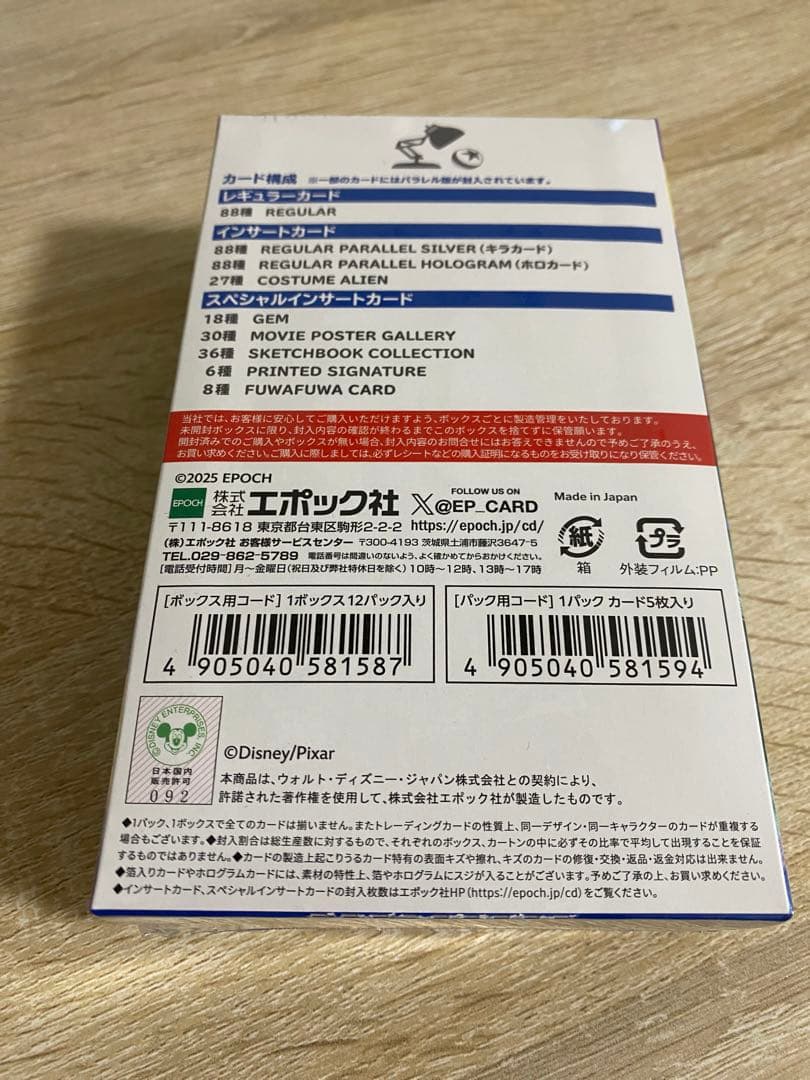 カード構成 ※一部のカードにはパラレル版が封入されています。
レギュラーカード
88種 REGULAR
インサートカード
88種 REGULAR PARALLEL SILVER(キラカード)
88種 REGULAR PARALLEL HOLOGRAM(ホロカード)
27種 COSTUME ALIEN
スペシャルインサートカード
18種 GEM
30種 MOVIE POSTER GALLERY
36種 SKETCHBOOK COLLECTION
6種 PRINTED SIGNATURE
8種 FUWAFUWA CARD
当社では、お客様に安心してご購入いただけますよう、ボックスごとに製造管理をいたしております。
未開封ボックスに限り、封入内容の確認が終わるまでこのボックスを捨てずに保管願います。
開封済みでのご購入やボックスが無い場合、封入内容のお問合せにはお答えできませんので予めご了承のうえ、
お買い求めください。ご購入に際しましては、必ずレシートなどの購入証明になるものをお受け取りになり保管ください。
©2025 EPOCH
EPOCH 株式会社エポック社 X FOLLOW US ON @EP_CARD
Made in Japan
〒111-8618 東京都台東区駒形2-2-2 https://epoch.jp/cd/
(株)エポック社 お客様サービスセンター 〒300-4193 茨城県土浦市藤沢3647-5
TEL.029-862-5789 電話番号は間違いのないよう、よく確かめておかけください。
[電話受付時間]月〜金曜日(祝日及び弊社特休日を除く)10時〜12時、13時〜17時
紙 箱
プラ 外装フィルム:PP
[ボックス用コード] 1ボックス12パック入り
4 905040 581587
[パック用コード] 1パック カード5枚入り
4 905040 581594
©DISNEY ENTERPRISES, INC.
日本国内
販売許可
092
©Disney/Pixar
本商品は、ウォルト・ディズニー・ジャパン株式会社との契約により、
許諾された著作権を使用して、株式会社エポック社が製造したものです。
◆1パック、1ボックスで全てのカードは揃いません。またトレーディングカードの性質上、同一デザイン・同一キャラクターのカードが重複する
場合もございます。◆封入割合は総生産数に対するもので、それぞれのボックス、カートンの中に必ずその比率で平均して出現することを保証
するものではありません。◆カードの製造上起こりうるカード特有の表面キズや擦れ、キズのカードの修復・交換・返品・返金対応は出来ません。
◆箔入りカードやホログラムカードには、素材の特性上、箔やホログラムにスジが入ることがございます。予めご了承の上、お買い求めください。
◆インサートカード、スペシャルインサートカードの封入枚数はエポック社HP(https://epoch.jp/cd)をご覧ください。